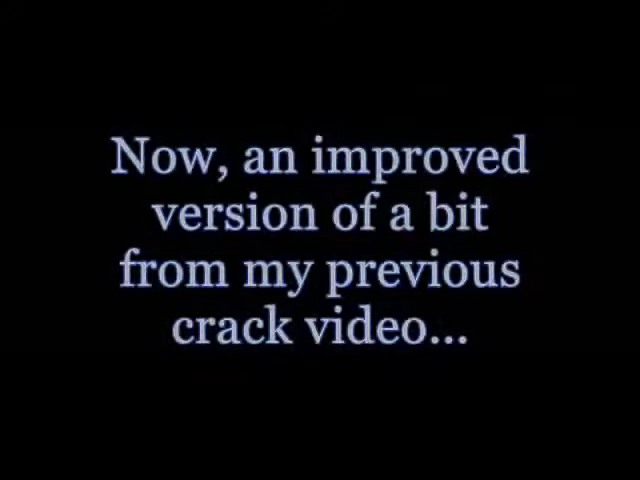 Now, an improved
version of a bit
from my previous
crack video...